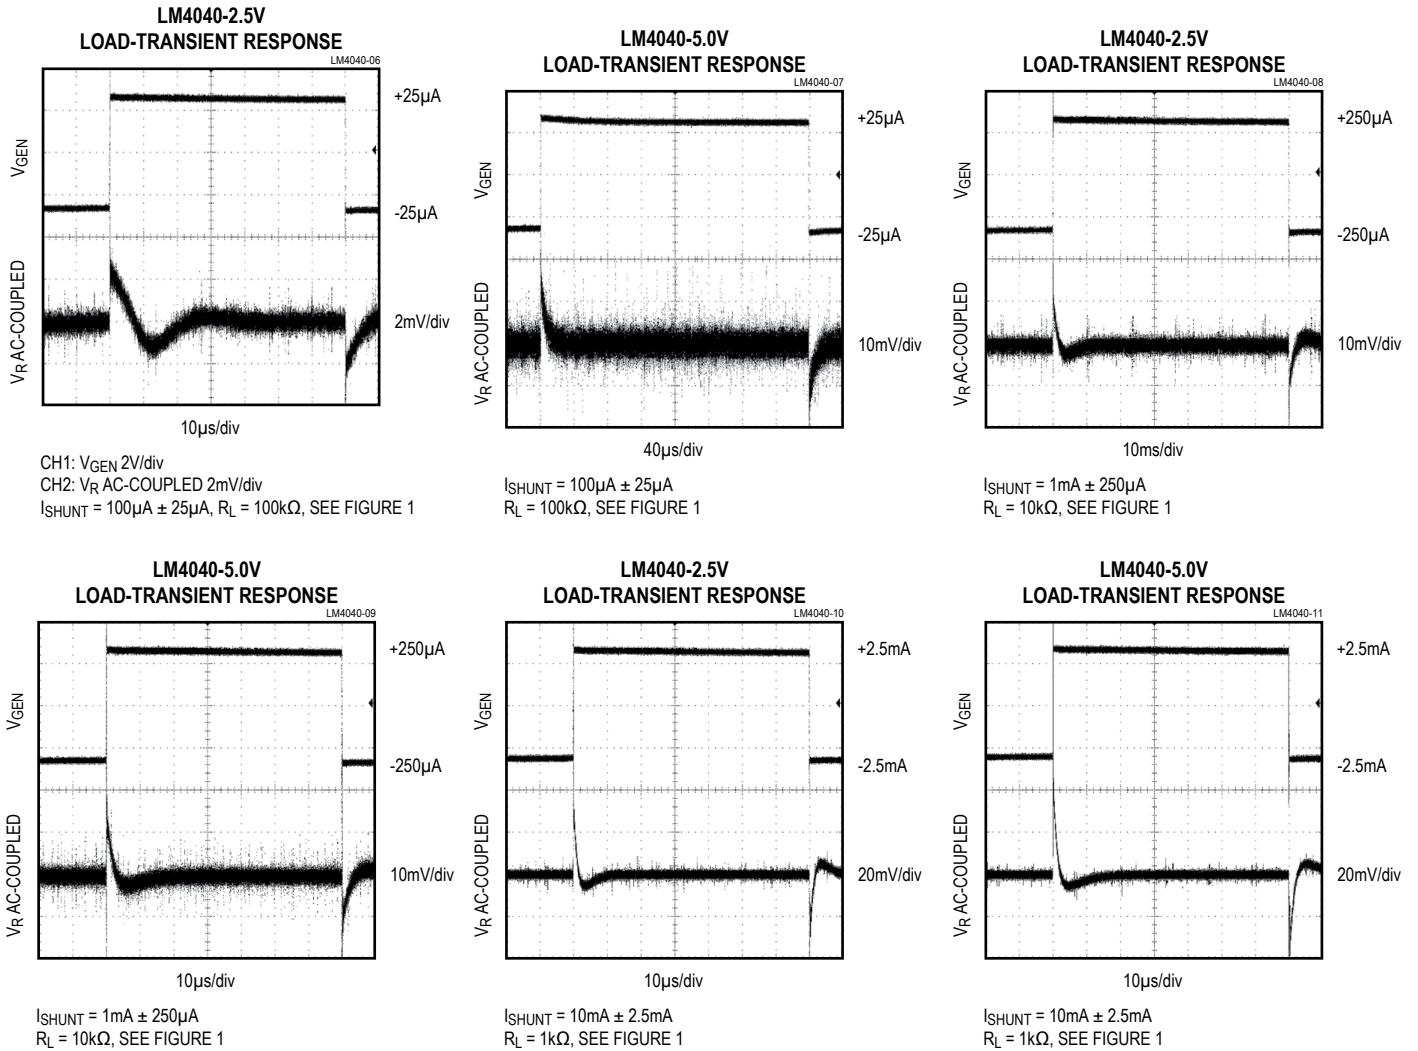 LM4040-2.5V
LOAD-TRANSIENT RESPONSE
LM4040-06
+25µA
VGEN
-25µA
VR AC-COUPLED
2mV/div
10µs/div
CH1: VGEN 2V/div
CH2: VR AC-COUPLED 2mV/div
ISHUNT = 100µA ± 25µA, RL = 100kΩ, SEE FIGURE 1
LM4040-5.0V
LOAD-TRANSIENT RESPONSE
LM4040-07
+25µA
VGEN
-25µA
VR AC-COUPLED
10mV/div
40µs/div
ISHUNT = 100µA ± 25µA
RL = 100kΩ, SEE FIGURE 1
LM4040-2.5V
LOAD-TRANSIENT RESPONSE
LM4040-08
+250µA
VGEN
-250µA
VR AC-COUPLED
10mV/div
10ms/div
ISHUNT = 1mA ± 250µA
RL = 10kΩ, SEE FIGURE 1
LM4040-5.0V
LOAD-TRANSIENT RESPONSE
LM4040-09
+250µA
VGEN
-250µA
VR AC-COUPLED
10mV/div
10µs/div
ISHUNT = 1mA ± 250µA
RL = 10kΩ, SEE FIGURE 1
LM4040-2.5V
LOAD-TRANSIENT RESPONSE
LM4040-10
+2.5mA
VGEN
-2.5mA
VR AC-COUPLED
20mV/div
10µs/div
ISHUNT = 10mA ± 2.5mA
RL = 1kΩ, SEE FIGURE 1
LM4040-5.0V
LOAD-TRANSIENT RESPONSE
LM4040-11
+2.5mA
VGEN
-2.5mA
VR AC-COUPLED
20mV/div
10µs/div
ISHUNT = 10mA ± 2.5mA
RL = 1kΩ, SEE FIGURE 1